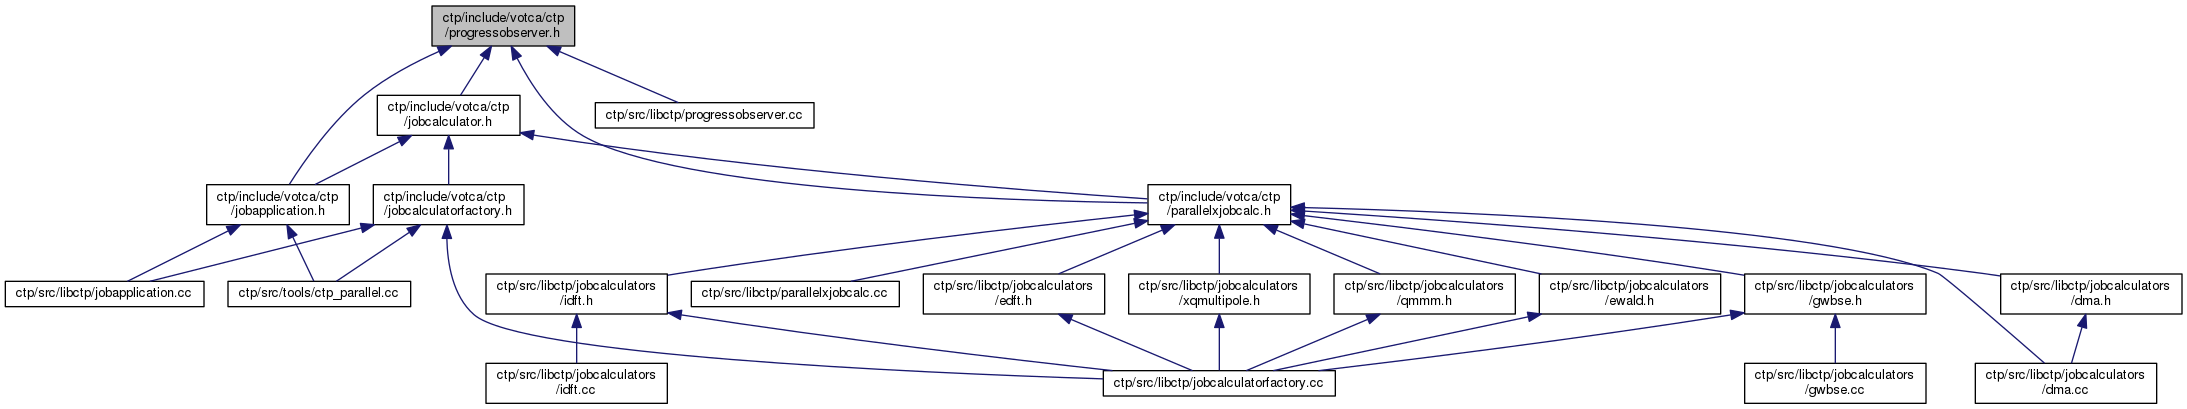 ctp/include/votca/ctp
/progressobserver.h
ctp/include/votca/ctp
/jobcalculator.h
ctp/src/libctp/progressobserver.cc
ctp/include/votca/ctp
/jobapplication.h
ctp/include/votca/ctp
/jobcalculatorfactory.h
ctp/include/votca/ctp
/parallelxjobcalc.h
ctp/src/libctp/jobapplication.cc
ctp/src/tools/ctp_parallel.cc
ctp/src/libctp/jobcalculators
/idft.h
ctp/src/libctp/parallelxjobcalc.cc
ctp/src/libctp/jobcalculators
/edft.h
ctp/src/libctp/jobcalculators
/xqmultipole.h
ctp/src/libctp/jobcalculators
/qmmm.h
ctp/src/libctp/jobcalculators
/ewald.h
ctp/src/libctp/jobcalculators
/gwbse.h
ctp/src/libctp/jobcalculators
/dma.h
ctp/src/libctp/jobcalculators
/idft.cc
ctp/src/libctp/jobcalculatorfactory.cc
ctp/src/libctp/jobcalculators
/gwbse.cc
ctp/src/libctp/jobcalculators
/dma.cc